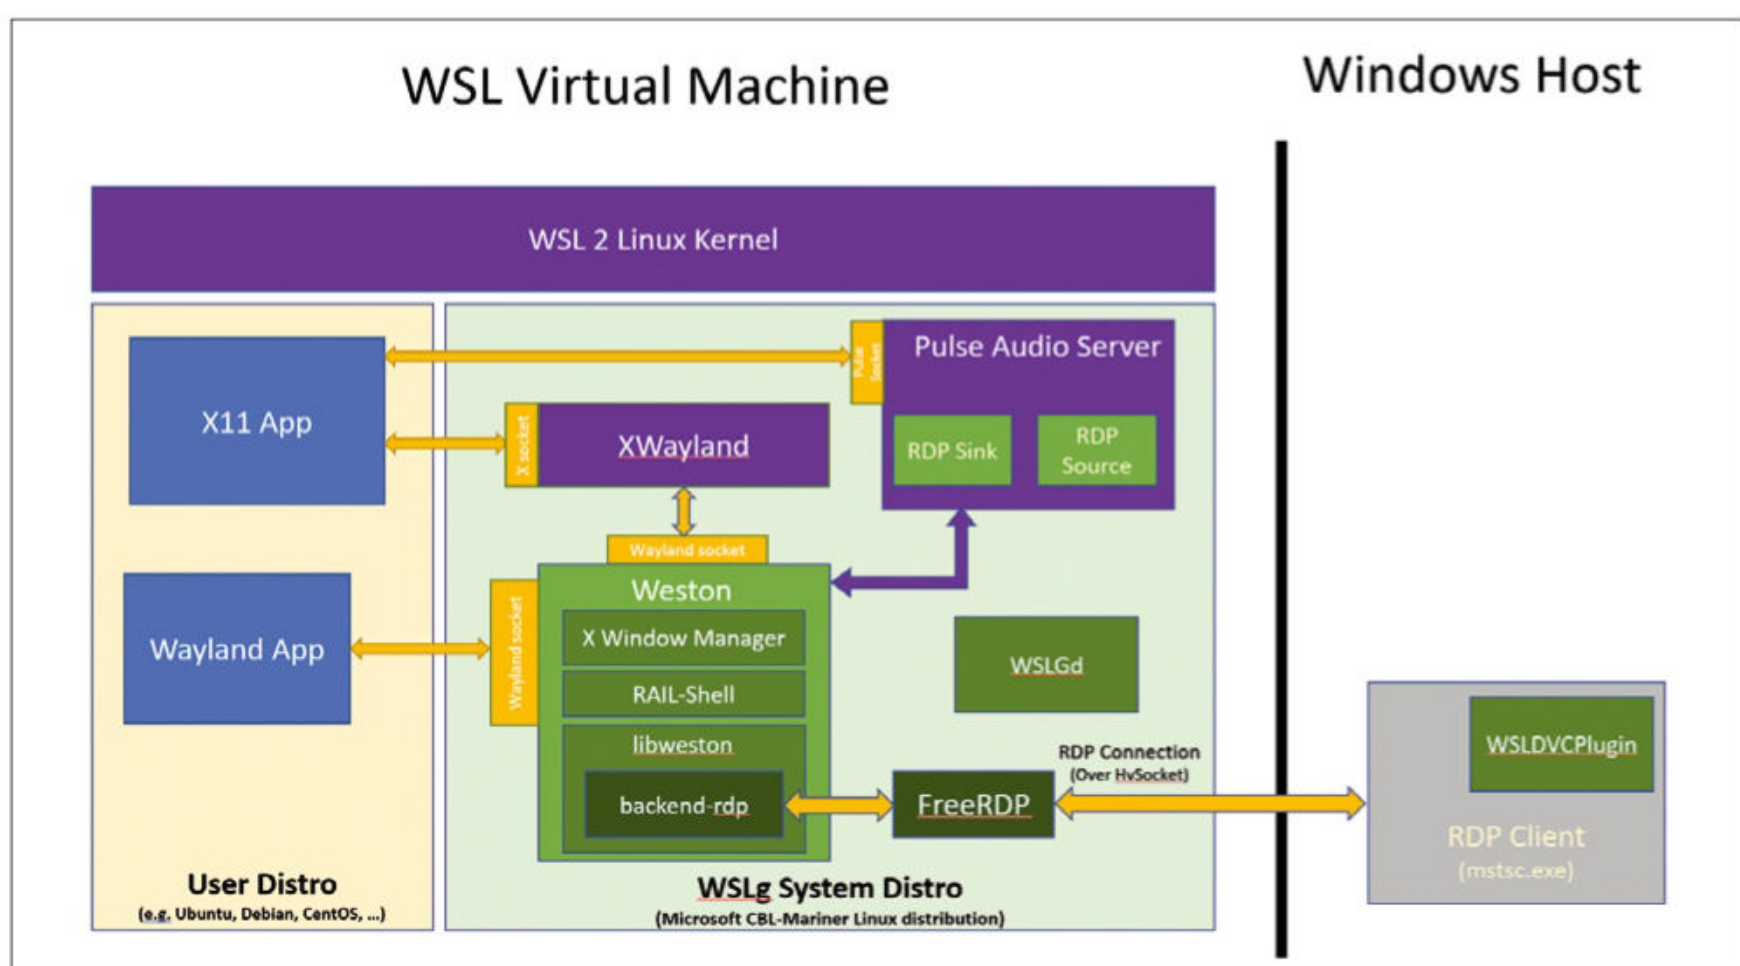 WSL Virtual Machine
Windows Host
WSL 2 Linux Kernel
X11 App
Pulse
Socket
Pulse Audio Server
RDP Sink
RDP
Source
X socket
XWayland
Wayland socket
Wayland App
Wayland socket
Weston
X Window Manager
RAIL-Shell
libweston
backend-rdp
WSLGd
FreeRDP
RDP Connection
(Over HvSocket)
WSLDVCPlugin
RDP Client
(mstsc.exe)
User Distro
(e.g. Ubuntu, Debian, CentOS, ...)
WSLg System Distro
(Microsoft CBL-Mariner Linux distribution)